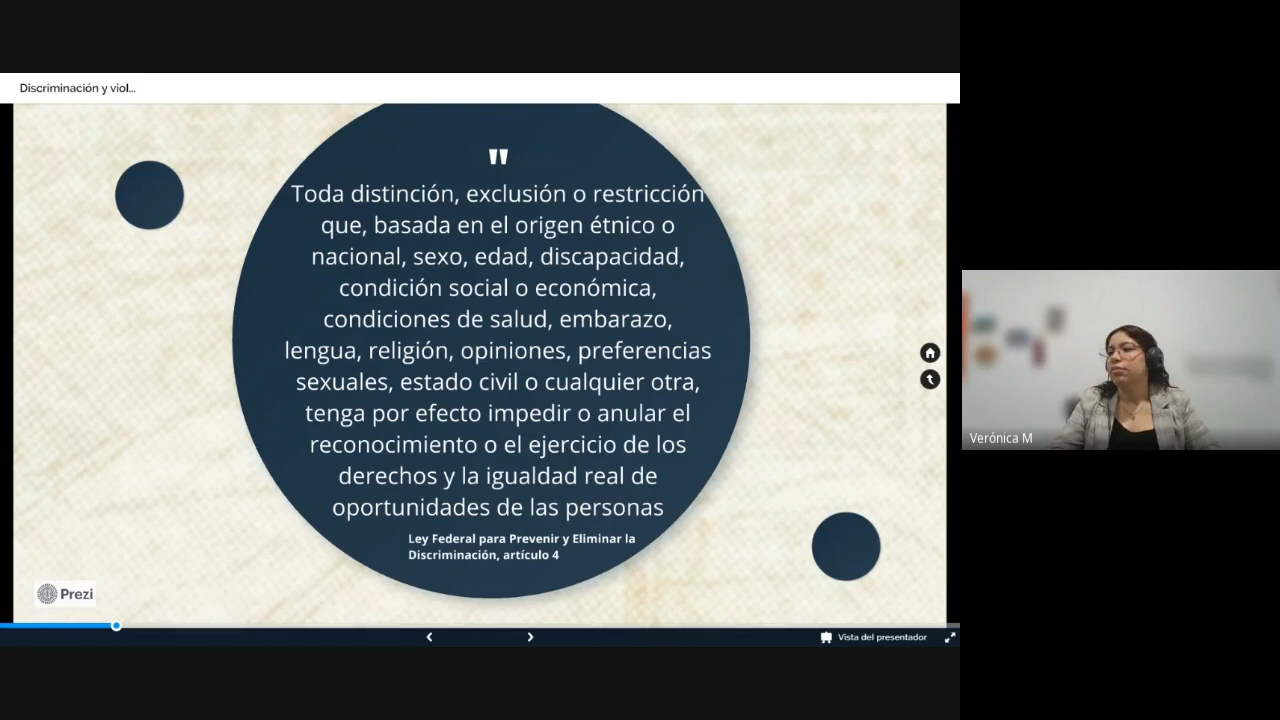 Discriminación y viol...
"
Toda distinción, exclusión o restricción
que, basada en el origen étnico o
nacional, sexo, edad, discapacidad,
condición social o económica,
condiciones de salud, embarazo,
lengua, religión, opiniones, preferencias
sexuales, estado civil o cualquier otra,
tenga por efecto impedir o anular el
reconocimiento o el ejercicio de los
derechos y la igualdad real de
oportunidades de las personas
Ley Federal para Prevenir y Eliminar la
Discriminación, artículo 4
Prezi
Vista del presentador
Verónica M